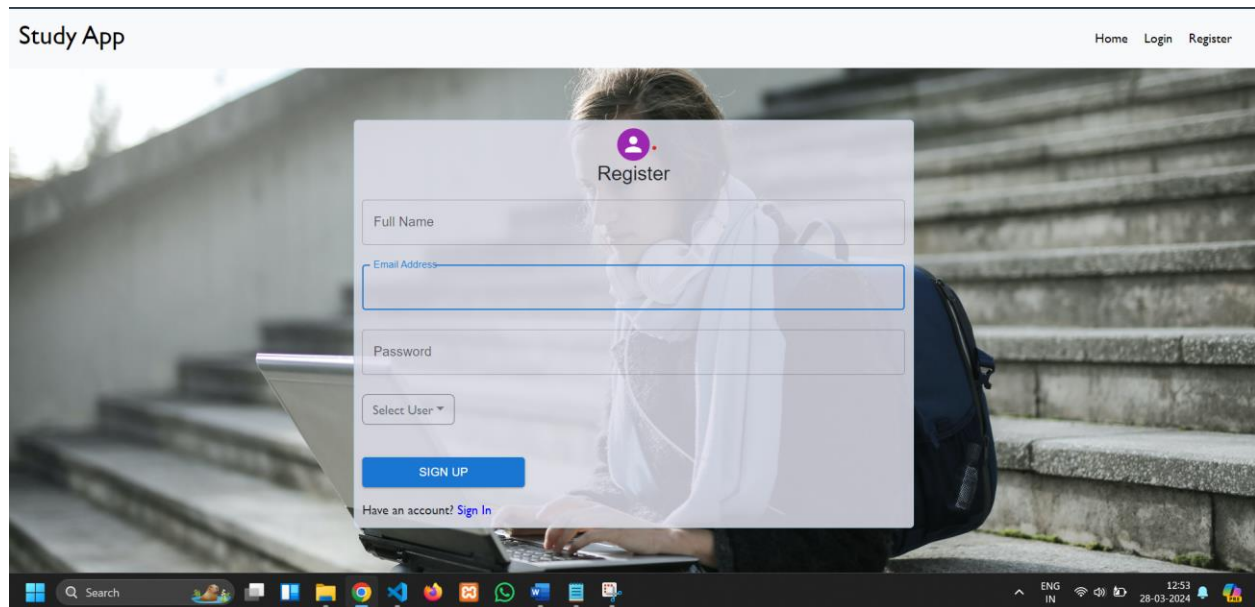 Study App
Home Login Register
Register
Full Name
Email Address
Password
Select User
SIGN UP
Have an account? Sign In
Search
ENG
IN
12:53
28-03-2024